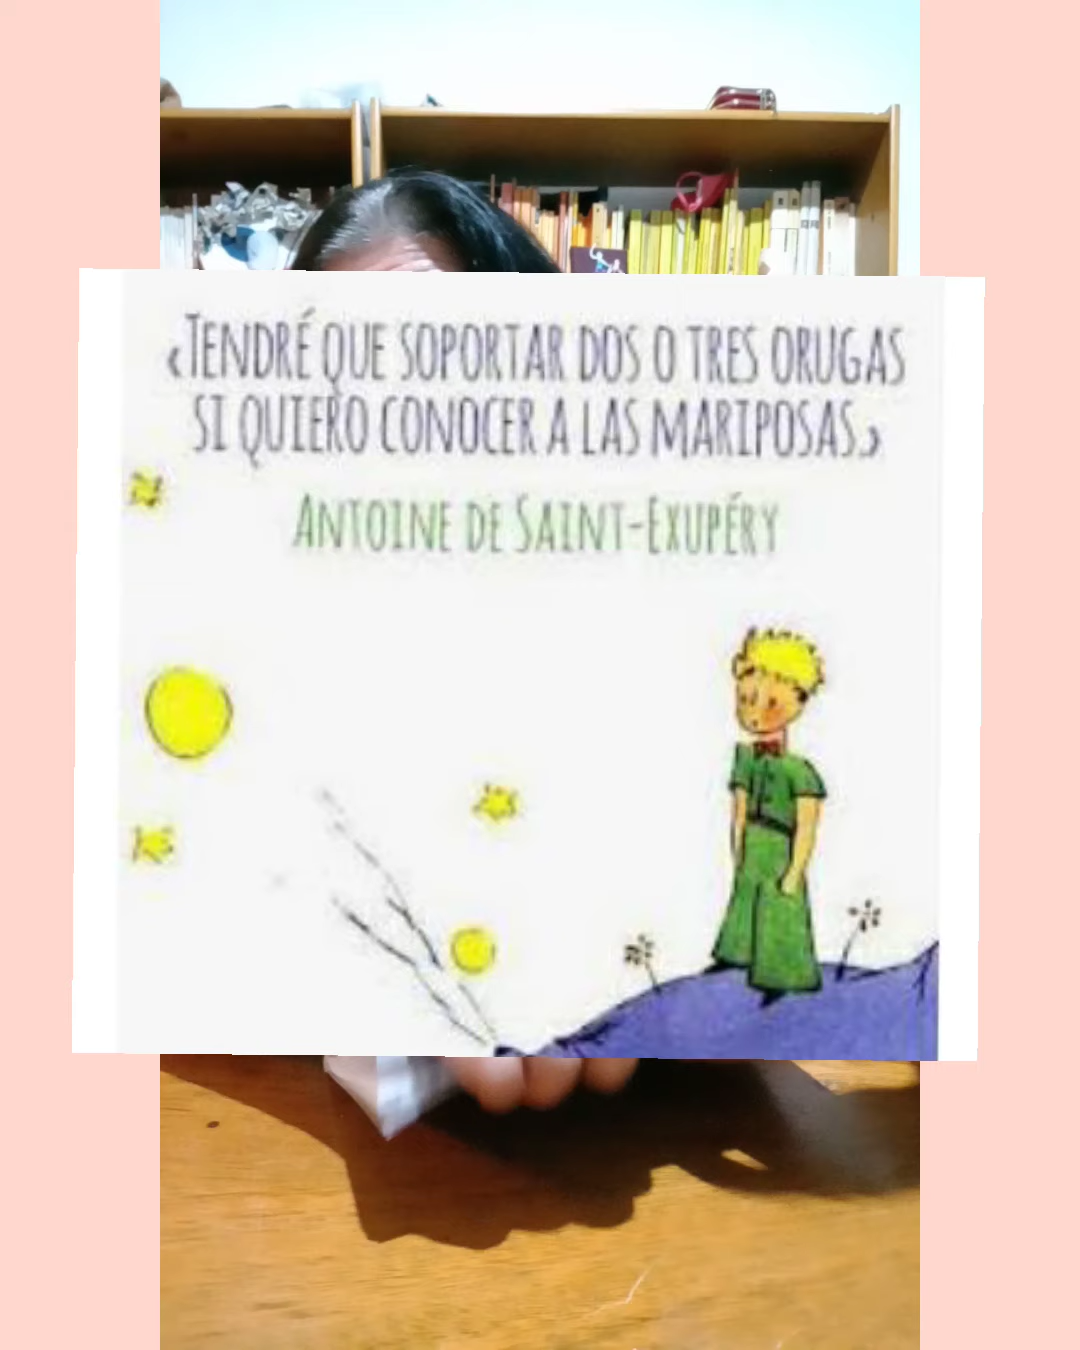 «TENDRÉ QUE SOPORTAR DOS O TRES ORUGAS
SI QUIERO CONOCER A LAS MARIPOSAS.»
ANTOINE DE SAINT-EXUPÉRY